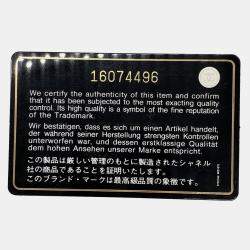 16074496
We certify the authenticity of this item and confirm
that it has been subjected to the most exacting quality
control. Its high quality is a symbol of the fine reputation
of the Trademark.
Wir bestätigen, dass es sich um einen Artikel handelt,
der während seiner Herstellung strengsten Kontrollen
unterworfen war, und dessen erstklassige Qualität
dem hohen Ansehen unserer Marke entspricht.
この製品は厳しい管理のもとに製造されたシャネル
社の商品であることを証明いたします。
このブランド・マークは最高級品質の象徴です。